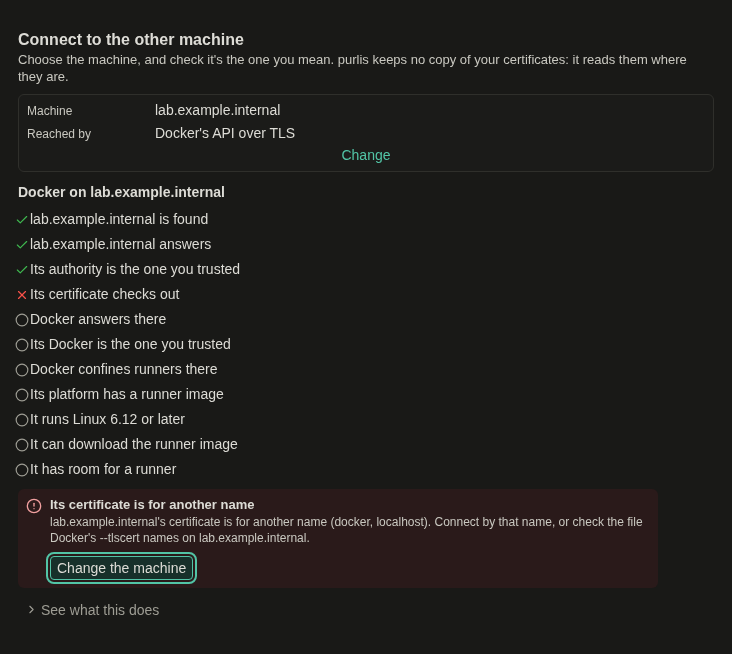 Connect to the other machine
Choose the machine, and check it's the one you mean. purlis keeps no copy of your certificates: it reads them where
they are.
Machine lab.example.internal
Reached by Docker's API over TLS
Change
Docker on lab.example.internal
lab.example.internal is found
lab.example.internal answers
Its authority is the one you trusted
Its certificate checks out
Docker answers there
Its Docker is the one you trusted
Docker confines runners there
Its platform has a runner image
It runs Linux 6.12 or later
It can download the runner image
It has room for a runner
Its certificate is for another name
lab.example.internal's certificate is for another name (docker, localhost). Connect by that name, or check the file
Docker's --tlscert names on lab.example.internal.
Change the machine
See what this does